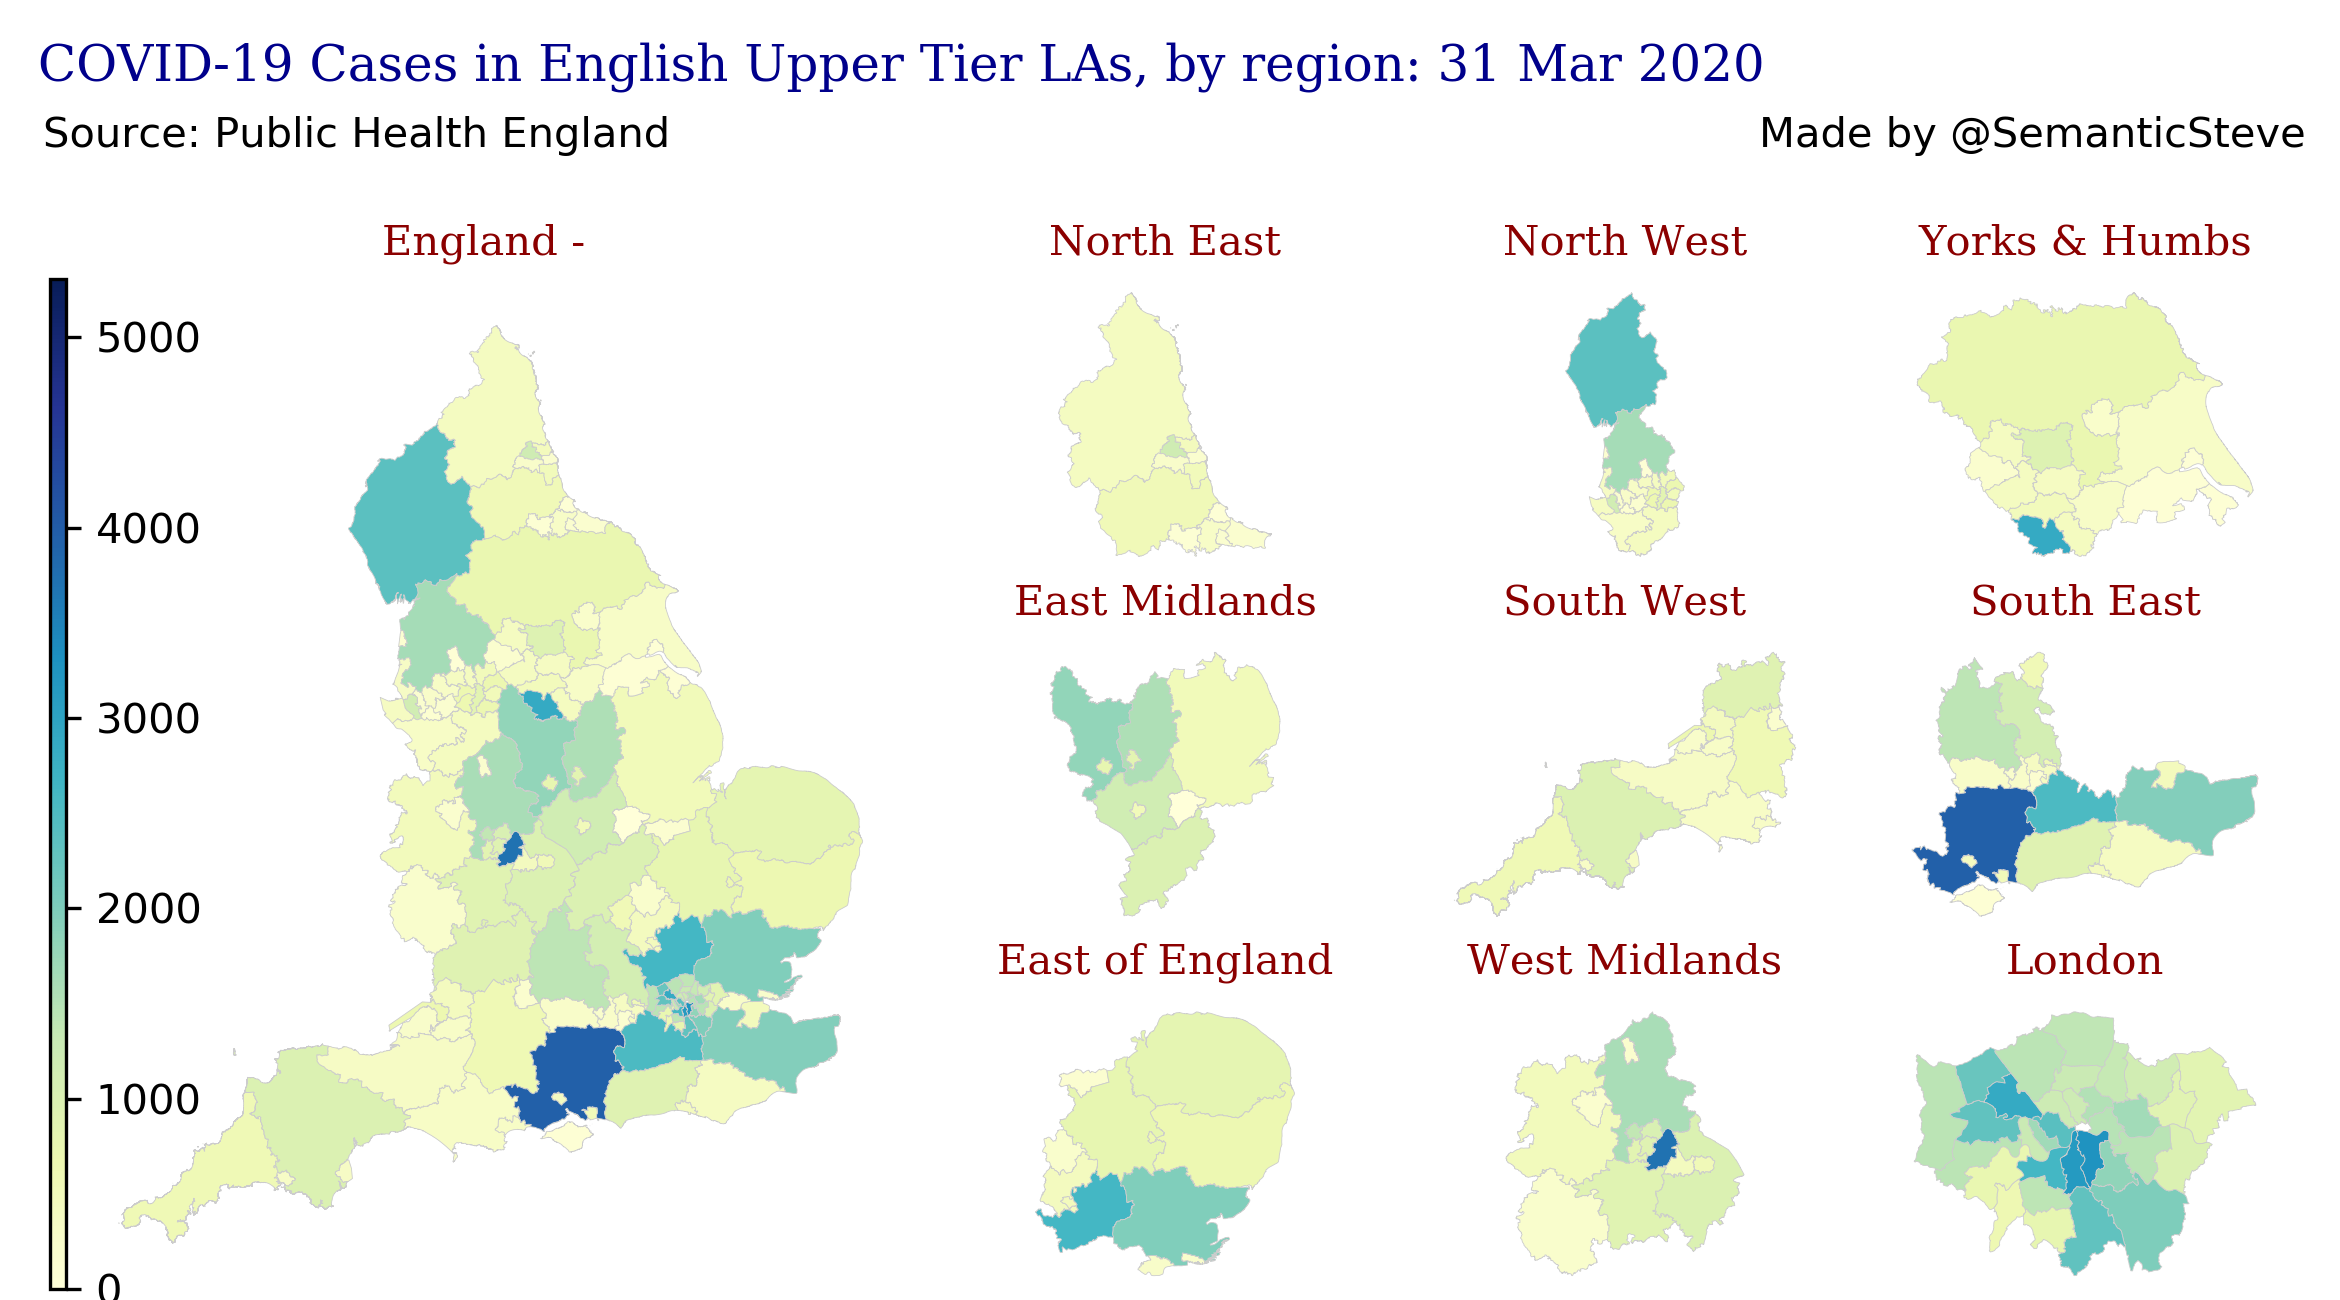 COVID-19 Cases in English Upper Tier LAs, by region: 31 Mar 2020
Source: Public Health England
Made by @SemanticSteve
England -
North East
North West
Yorks & Humbs
5000
4000
3000
2000
1000
0
East Midlands
South West
South East
East of England
West Midlands
London